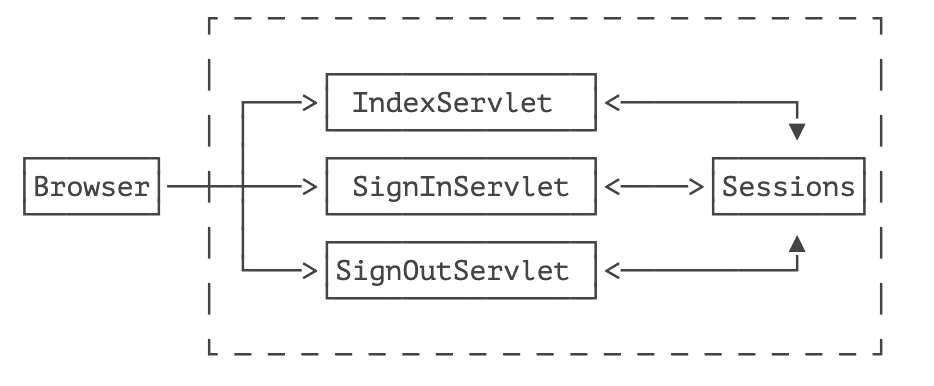 IndexServlet
Browser
SignInServlet
Sessions
SignOutServlet